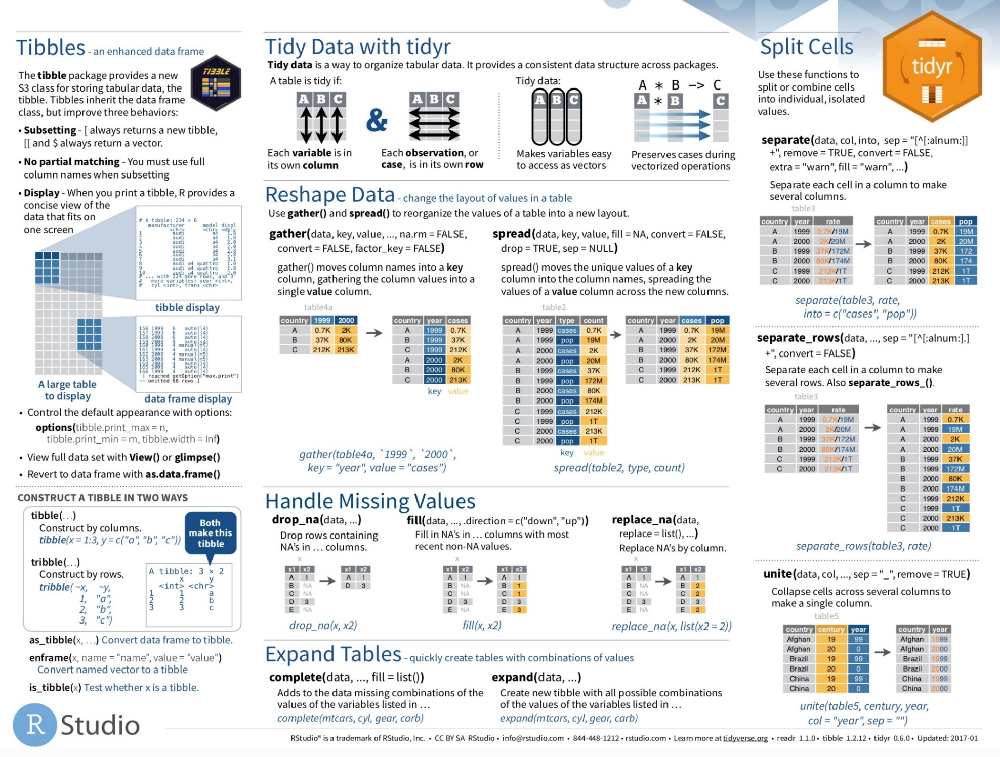 Tibbles - an enhanced data frame
TIBBLE
The tibble package provides a new
S3 class for storing tabular data, the
tibble. Tibbles inherit the data frame
class, but improve three behaviors:
• Subsetting - [ always returns a new tibble,
[[ and $ always return a vector.
• No partial matching - You must use full
column names when subsetting
• Display - When you print a tibble, R provides a
concise view of the
data that fits on
one screen
# A tibble: 234 × 6
manufacturer model displ
<chr> <chr> <dbl>
1 audi a4 1.8
2 audi a4 1.8
3 audi a4 2.0
4 audi a4 2.0
5 audi a4 2.8
6 audi a4 2.8
7 audi a4 3.1
8 audi a4 quattro 1.8
9 audi a4 quattro 1.8
10 audi a4 quattro 2.0
# ... with 224 more rows, and 3
# more variables: year <int>,
# cyl <int>, trans <chr>
tibble display
156 1999 6 auto(l4)
157 1999 6 auto(l4)
158 2008 6 auto(l4)
159 2008 8 auto(s4)
160 1999 4 manual(m5)
161 1999 4 auto(l4)
162 2008 4 manual(m5)
163 2008 4 manual(m5)
164 2008 4 auto(l4)
165 2008 4 auto(l4)
166 1999 4 auto(l4)
[ reached getOption("max.print")
-- omitted 68 rows ]
A large table
to display
data frame display
• Control the default appearance with options:
options(tibble.print_max = n,
tibble.print_min = m, tibble.width = Inf)
• View full data set with View() or glimpse()
• Revert to data frame with as.data.frame()
CONSTRUCT A TIBBLE IN TWO WAYS
tibble(…)
Construct by columns.
tibble(x = 1:3, y = c("a", "b", "c"))
Both
make this
tibble
tribble(…)
Construct by rows.
tribble( ~x, ~y,
1, "a",
2, "b",
3, "c")
A tibble: 3 × 2
x y
<int> <chr>
1 1 a
2 2 b
3 3 c
as_tibble(x, …) Convert data frame to tibble.
enframe(x, name = "name", value = "value")
Convert named vector to a tibble
is_tibble(x) Test whether x is a tibble.
R Studio
Tidy Data with tidyr
Tidy data is a way to organize tabular data. It provides a consistent data structure across packages.
A table is tidy if:
A B C
&
A B C
Each variable is in
its own column
Each observation, or
case, is in its own row
Tidy data:
A B C
Makes variables easy
to access as vectors
A * B -> C
A * B C
Preserves cases during
vectorized operations
Reshape Data - change the layout of values in a table
Use gather() and spread() to reorganize the values of a table into a new layout.
gather(data, key, value, ..., na.rm = FALSE,
convert = FALSE, factor_key = FALSE)
gather() moves column names into a key
column, gathering the column values into a
single value column.
table4a
country 1999 2000
A 0.7K 2K
B 37K 80K
C 212K 213K
country year cases
A 1999 0.7K
B 1999 37K
C 1999 212K
A 2000 2K
B 2000 80K
C 2000 213K
key value
gather(table4a, `1999`, `2000`,
key = "year", value = "cases")
spread(data, key, value, fill = NA, convert = FALSE,
drop = TRUE, sep = NULL)
spread() moves the unique values of a key
column into the column names, spreading the
values of a value column across the new columns.
table2
country year type count
A 1999 cases 0.7K
A 1999 pop 19M
A 2000 cases 2K
A 2000 pop 20M
B 1999 cases 37K
B 1999 pop 172M
B 2000 cases 80K
B 2000 pop 174M
C 1999 cases 212K
C 1999 pop 1T
C 2000 cases 213K
C 2000 pop 1T
key value
country year cases pop
A 1999 0.7K 19M
A 2000 2K 20M
B 1999 37K 172M
B 2000 80K 174M
C 1999 212K 1T
C 2000 213K 1T
spread(table2, type, count)
Handle Missing Values
drop_na(data, ...)
Drop rows containing
NA's in … columns.
x
x1 x2
A 1
B NA
C NA
D 3
E NA
x1 x2
A 1
D 3
drop_na(x, x2)
fill(data, ..., .direction = c("down", "up"))
Fill in NA's in … columns with most
recent non-NA values.
x
x1 x2
A 1
B NA
C NA
D 3
E NA
x1 x2
A 1
B 1
C 1
D 3
E 3
fill(x, x2)
replace_na(data,
replace = list(), ...)
Replace NA's by column.
x
x1 x2
A 1
B NA
C NA
D 3
E NA
x1 x2
A 1
B 2
C 2
D 3
E 2
replace_na(x, list(x2 = 2))
Expand Tables - quickly create tables with combinations of values
complete(data, ..., fill = list())
Adds to the data missing combinations of the
values of the variables listed in …
complete(mtcars, cyl, gear, carb)
expand(data, ...)
Create new tibble with all possible combinations
of the values of the variables listed in …
expand(mtcars, cyl, gear, carb)
Split Cells
tidyr
Use these functions to
split or combine cells
into individual, isolated
values.
separate(data, col, into, sep = "[^[:alnum:]]
+", remove = TRUE, convert = FALSE,
extra = "warn", fill = "warn", ...)
Separate each cell in a column to make
several columns.
table3
country year rate
A 1999 0.7K/19M
A 2000 2K/20M
B 1999 37K/172M
B 2000 80K/174M
C 1999 212K/1T
C 2000 213K/1T
country year cases pop
A 1999 0.7K 19M
A 2000 2K 20M
B 1999 37K 172
B 2000 80K 174
C 1999 212K 1T
C 2000 213K 1T
separate(table3, rate,
into = c("cases", "pop"))
separate_rows(data, ..., sep = "[^[:alnum:].]
+", convert = FALSE)
Separate each cell in a column to make
several rows. Also separate_rows_().
table3
country year rate
A 1999 0.7K/19M
A 2000 2K/20M
B 1999 37K/172M
B 2000 80K/174M
C 1999 212K/1T
C 2000 213K/1T
country year rate
A 1999 0.7K
A 1999 19M
A 2000 2K
A 2000 20M
B 1999 37K
B 1999 172M
B 2000 80K
B 2000 174M
C 1999 212K
C 1999 1T
C 2000 213K
C 2000 1T
separate_rows(table3, rate)
unite(data, col, ..., sep = "_", remove = TRUE)
Collapse cells across several columns to
make a single column.
table5
country century year
Afghan 19 99
Afghan 20 0
Brazil 19 99
Brazil 20 0
China 19 99
China 20 0
country year
Afghan 1999
Afghan 2000
Brazil 1999
Brazil 2000
China 1999
China 2000
unite(table5, century, year,
col = "year", sep = "")
RStudio® is a trademark of RStudio, Inc. • CC BY SA RStudio • info@rstudio.com • 844-448-1212 • rstudio.com • Learn more at tidyverse.org • readr 1.1.0 • tibble 1.2.12 • tidyr 0.6.0 • Updated: 2017-01